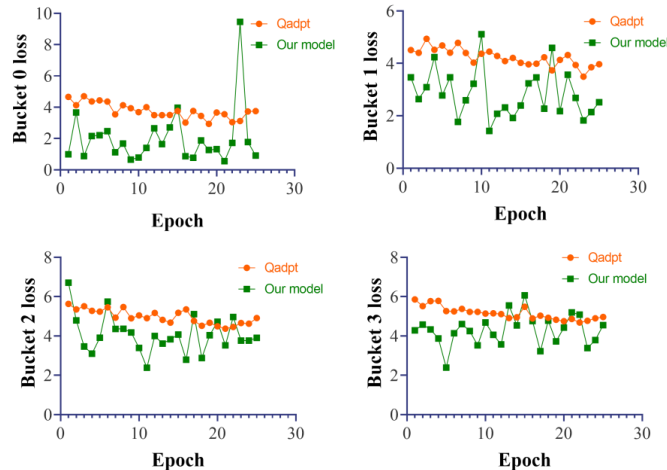 Bucket 0 loss
10
8
6
4
2
0
0 10 20 30
Epoch
Qadpt
Our model
Bucket 1 loss
6
4
2
0
0 10 20 30
Epoch
Qadpt
Our model
Bucket 2 loss
8
6
4
2
0
0 10 20 30
Epoch
Qadpt
Our model
Bucket 3 loss
8
6
4
2
0
0 10 20 30
Epoch
Qadpt
Our model